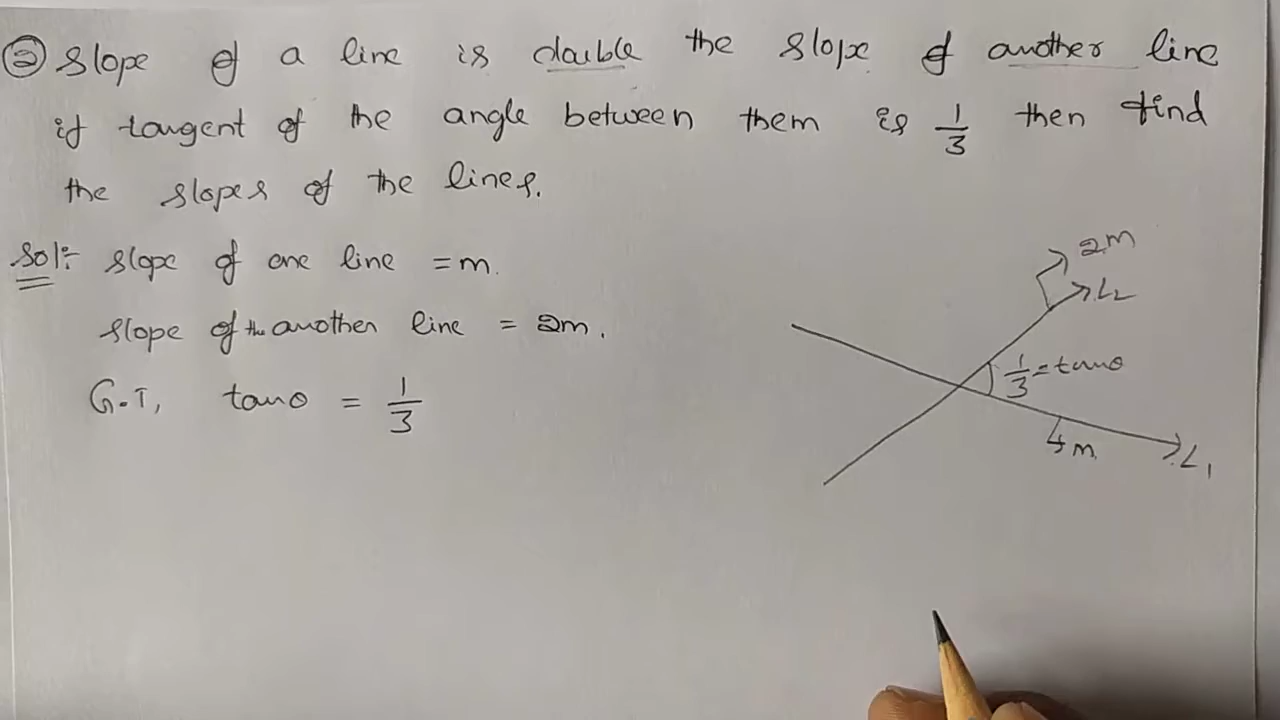 ② Slope of a line is double the slope of another line
if tangent of the angle between them is 1/3 then find
the slopes of the lines.
Sol:- slope of one line = m.
slope of the another line = 2m.
G.T, tanθ = 1/3
2m
L2
1/3 = tanθ
m
L1